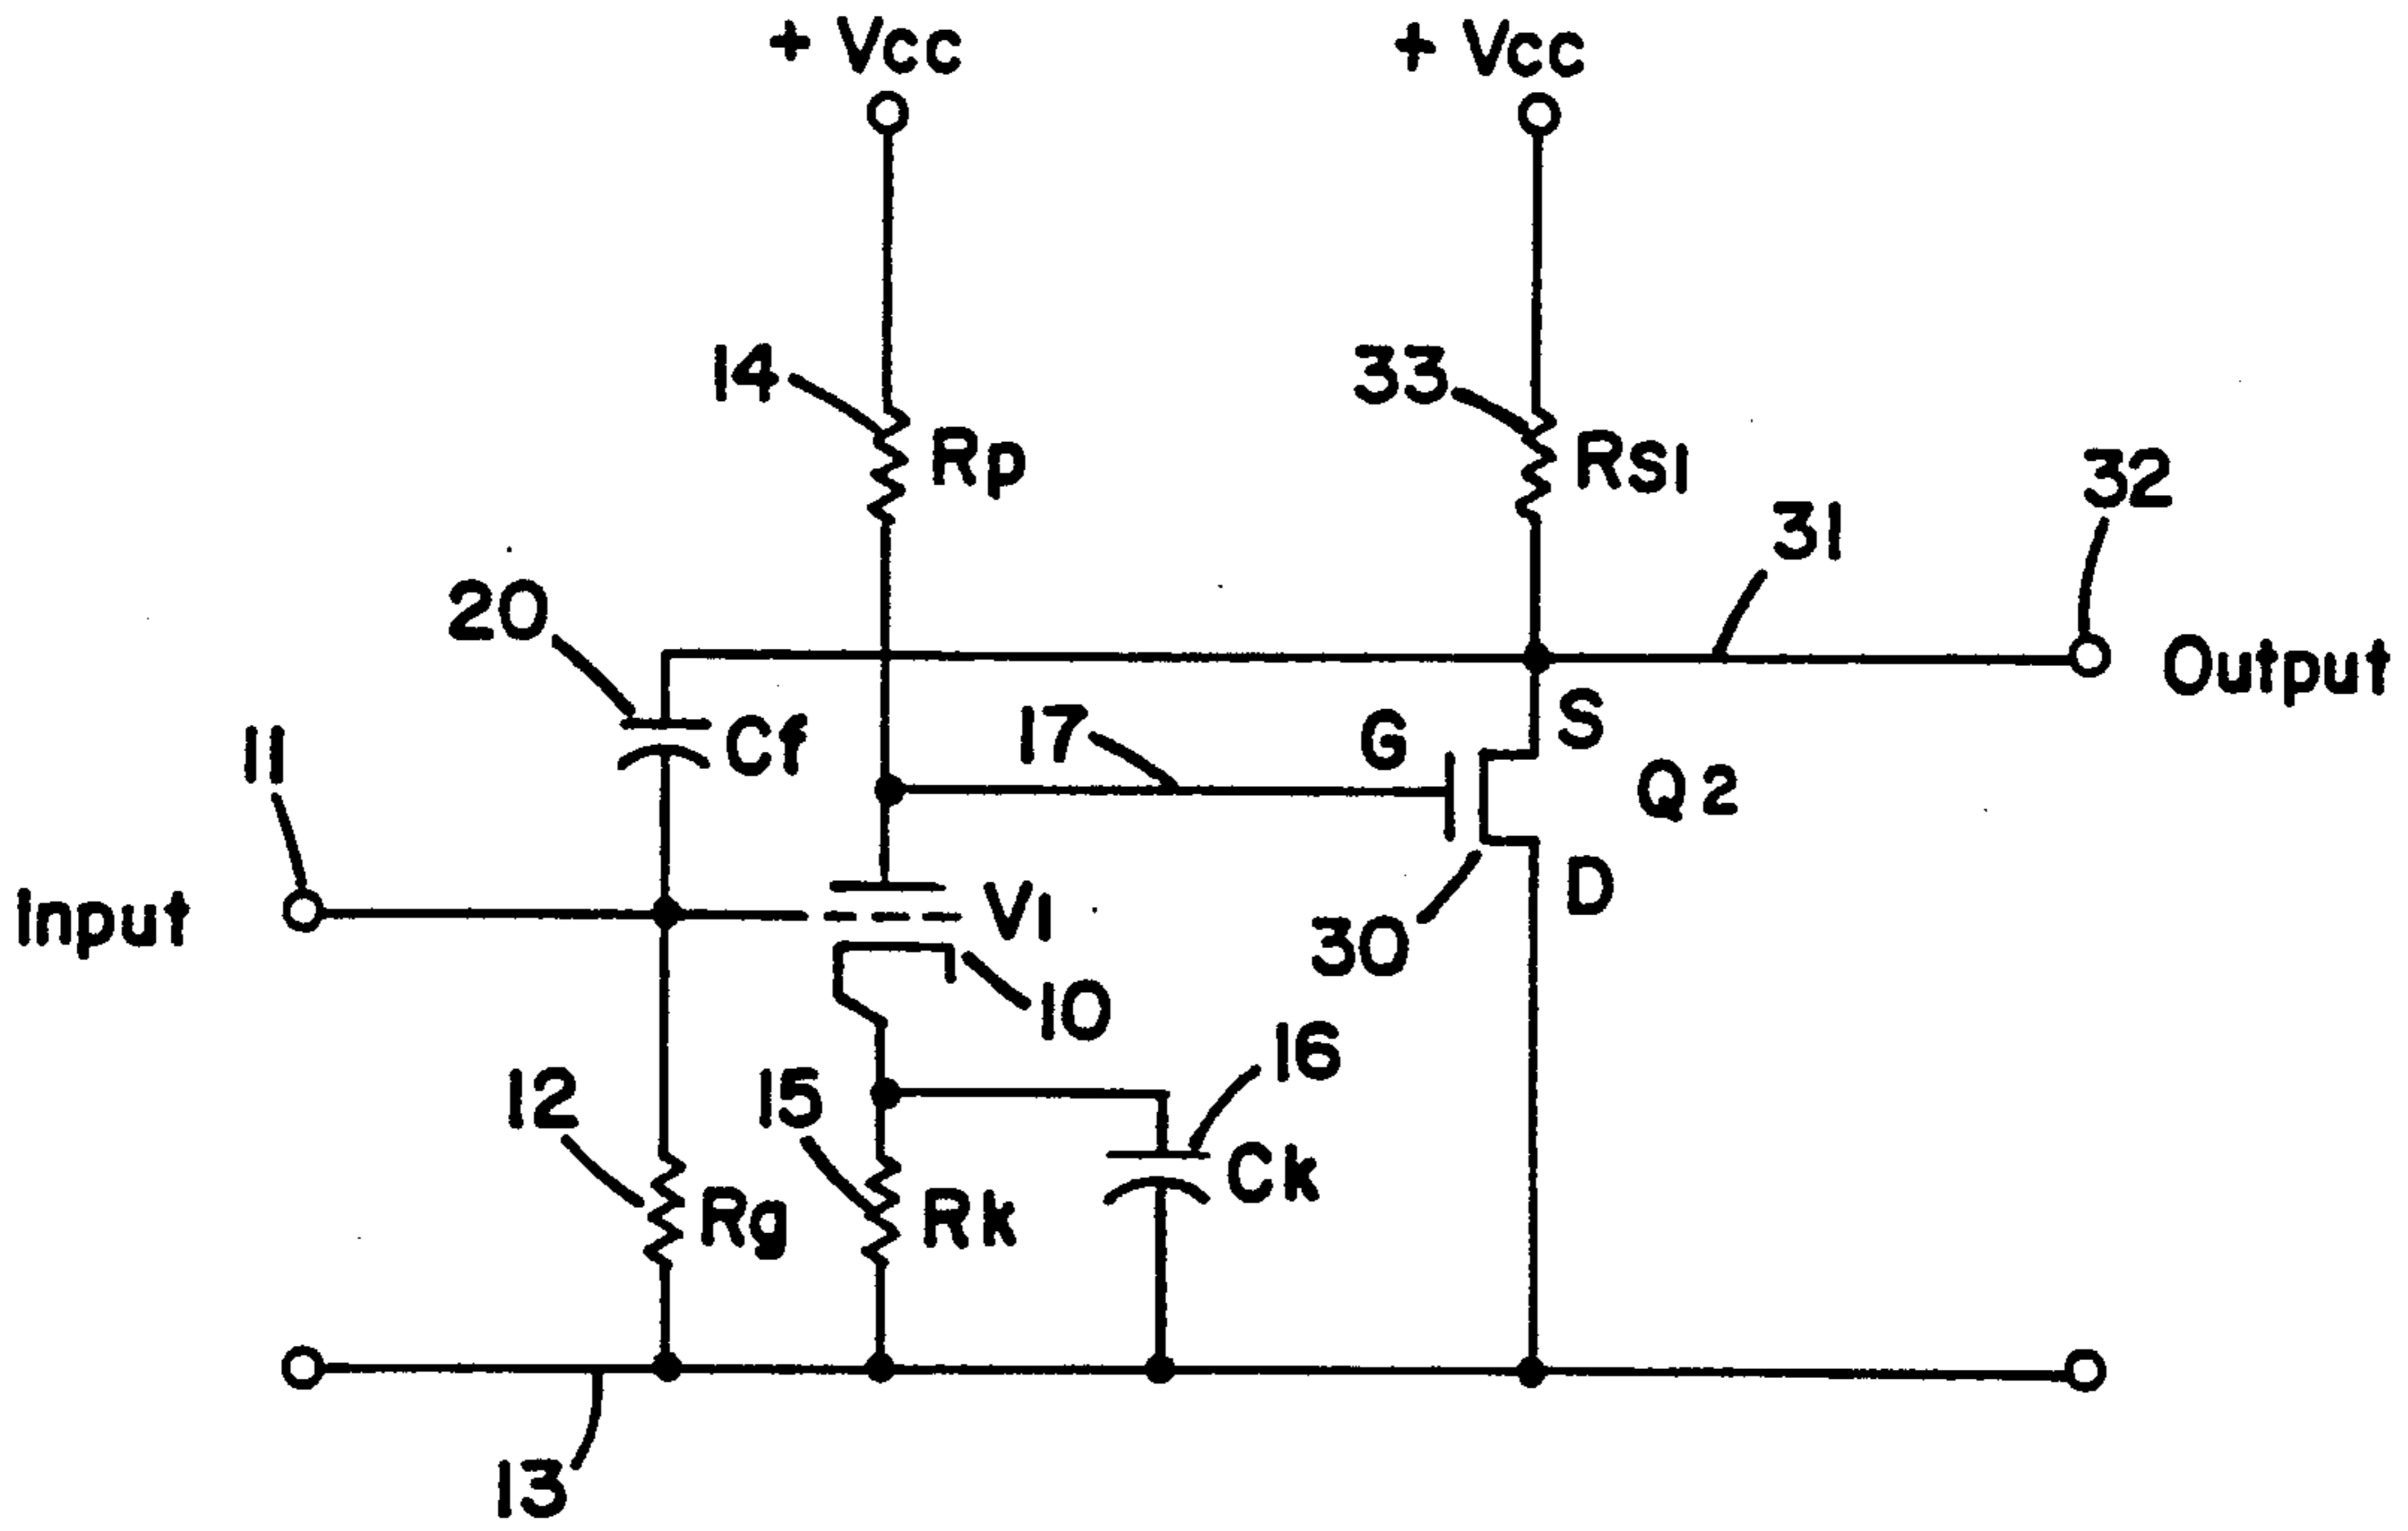 + Vcc
+ Vcc
14
Rp
33
RS1
32
31
20
Cf
17
G
S
Q2
Output
11
Input
V1
10
30
D
16
12
15
Ck
Rg
Rk
13